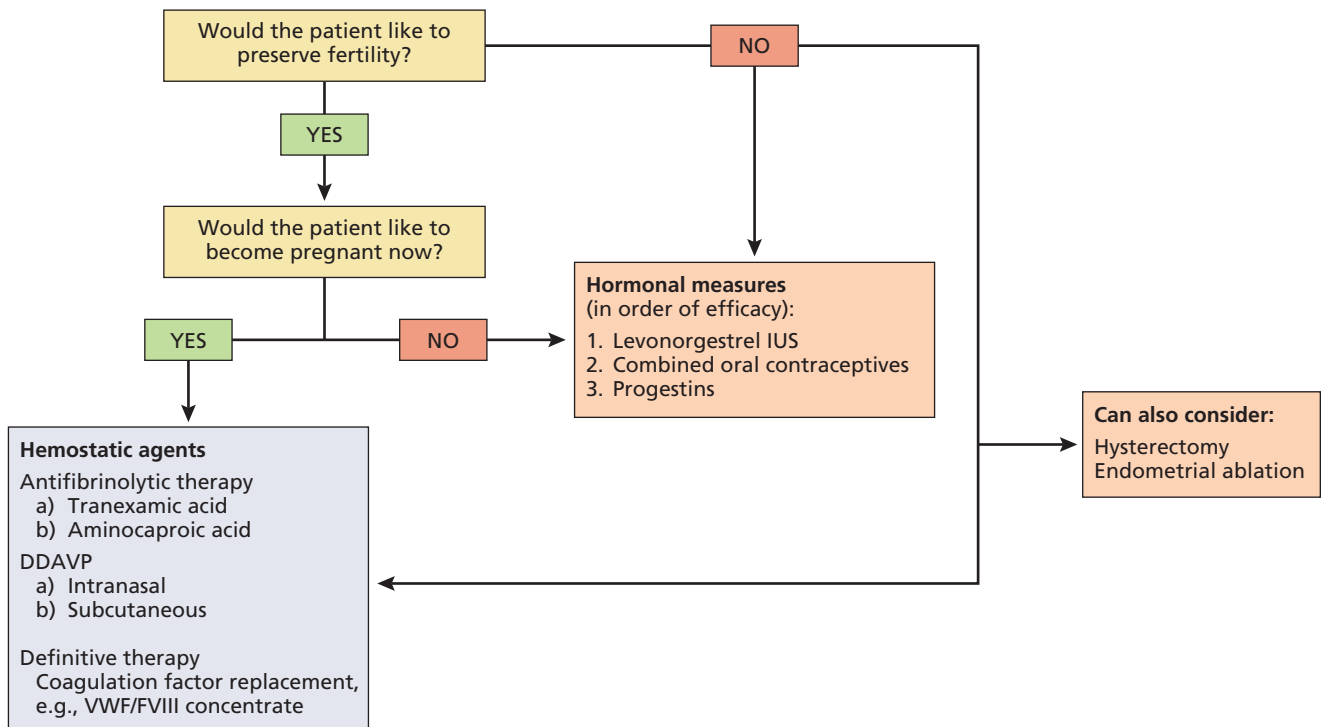 Would the patient like to
preserve fertility?
NO
YES
Would the patient like to
become pregnant now?
YES
NO
Hormonal measures
(in order of efficacy):
1. Levonorgestrel IUS
2. Combined oral contraceptives
3. Progestins
Can also consider:
Hysterectomy
Endometrial ablation
Hemostatic agents
Antifibrinolytic therapy
a) Tranexamic acid
b) Aminocaproic acid
DDAVP
a) Intranasal
b) Subcutaneous
Definitive therapy
Coagulation factor replacement,
e.g., VWF/FVIII concentrate